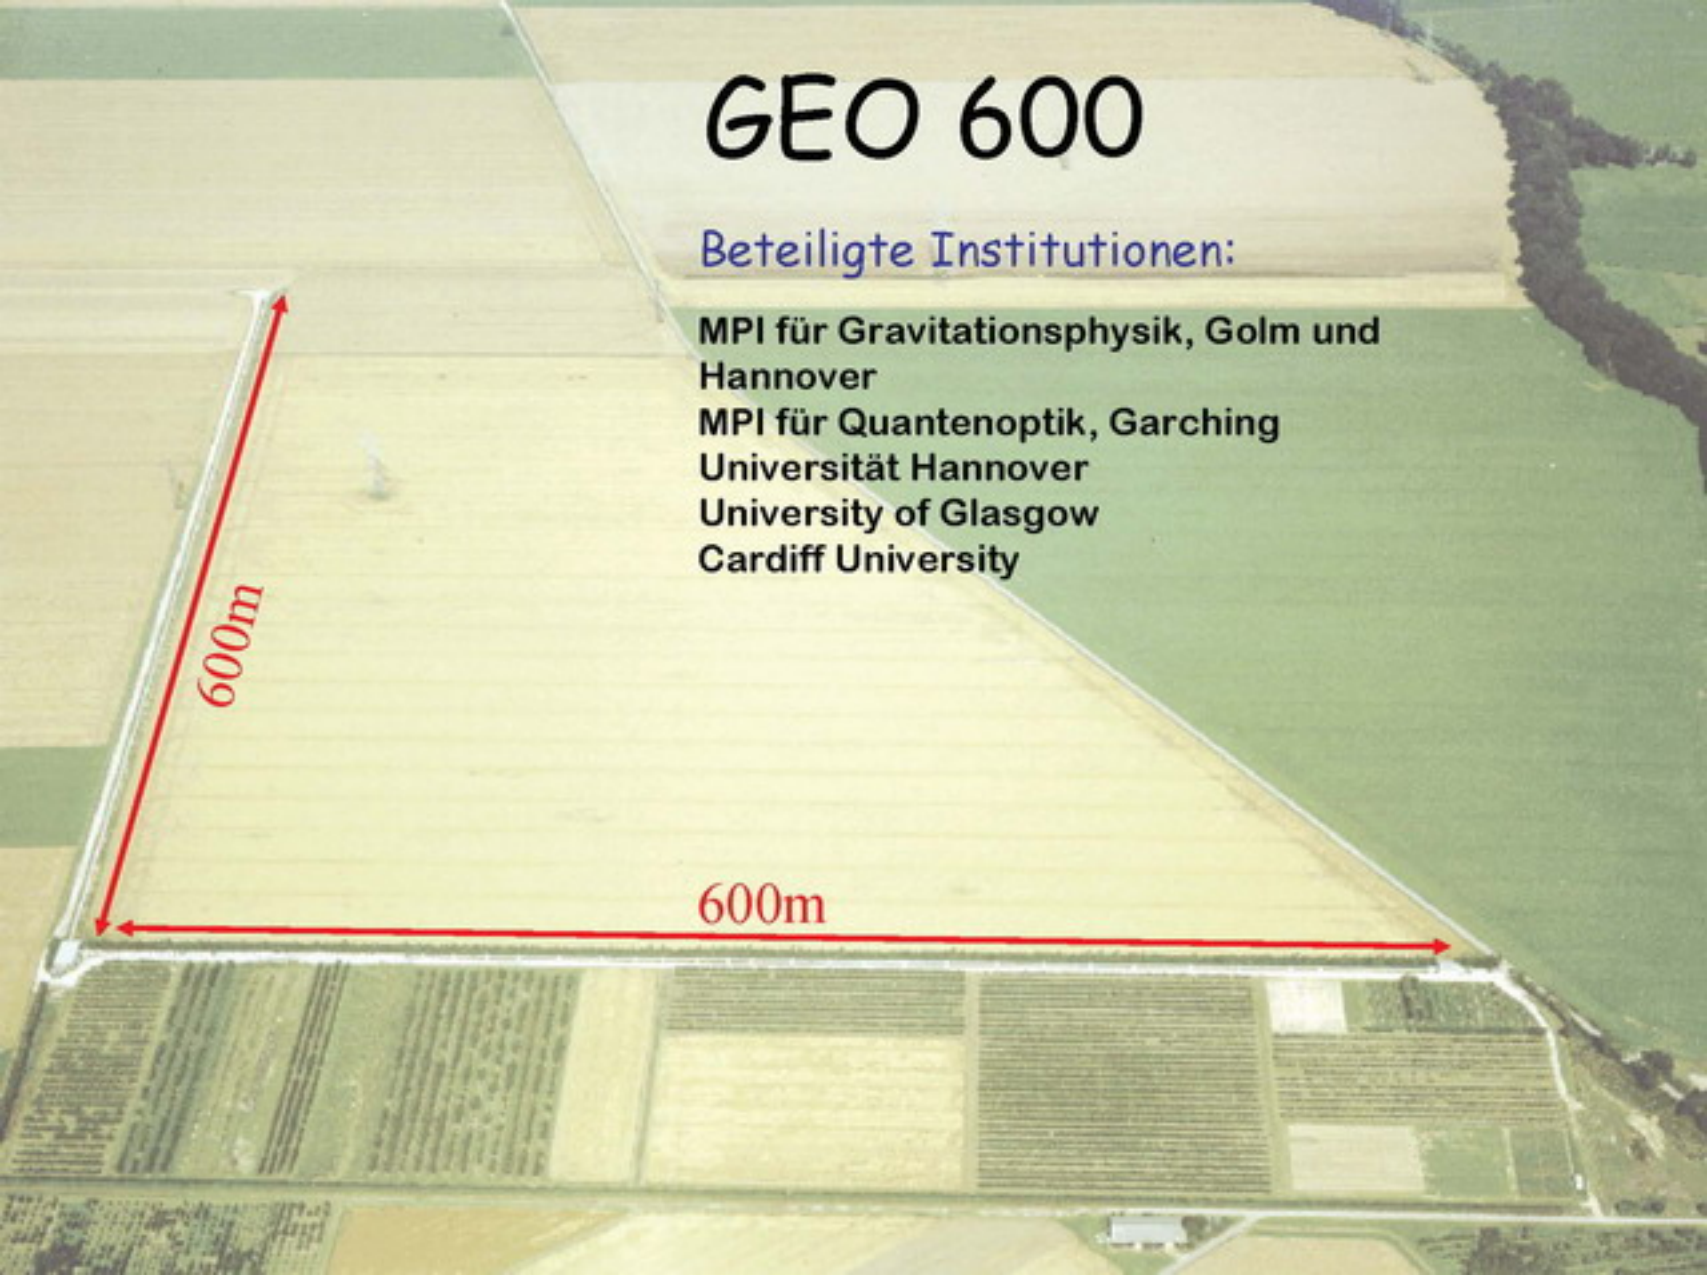 GEO 600
Beteiligte Institutionen:
MPI für Gravitationsphysik, Golm und
Hannover
MPI für Quantenoptik, Garching
Universität Hannover
University of Glasgow
Cardiff University
600m
600m